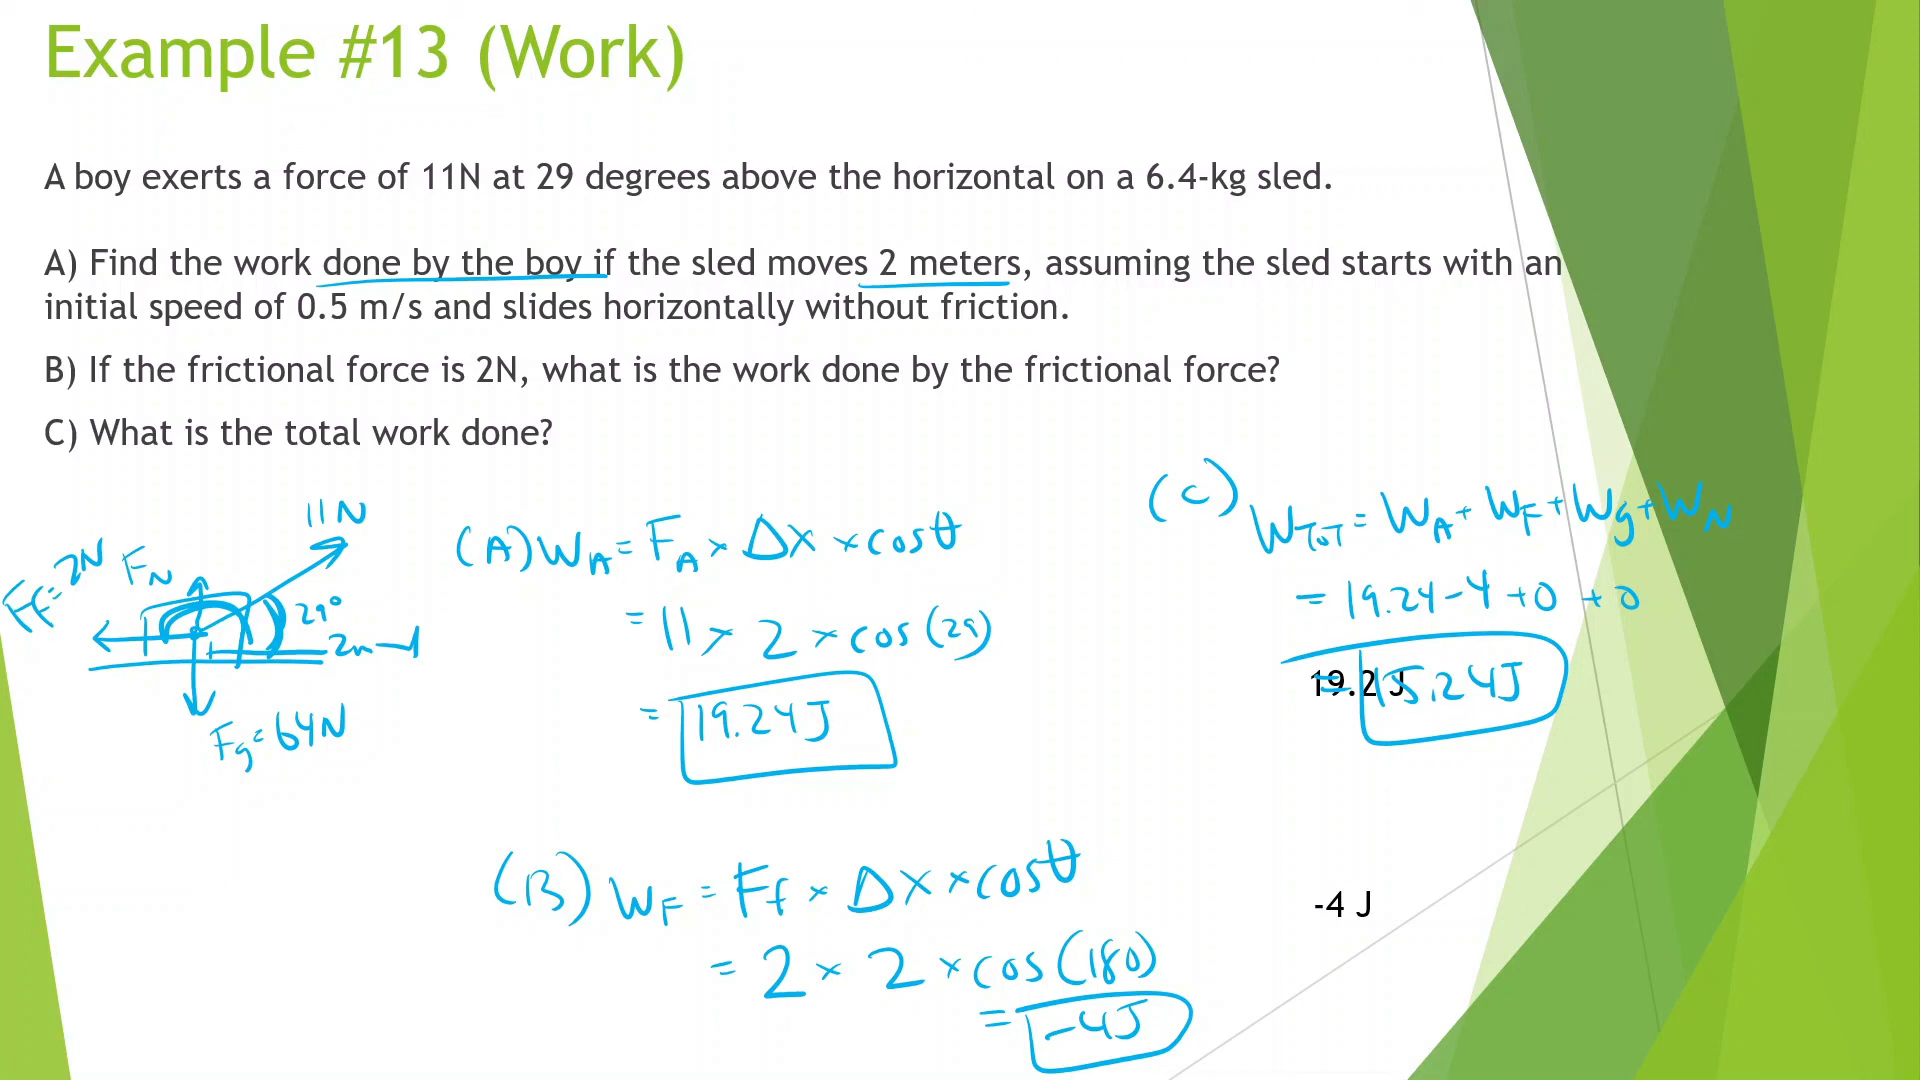 Example #13 (Work)
A boy exerts a force of 11N at 29 degrees above the horizontal on a 6.4-kg sled.
A) Find the work done by the boy if the sled moves 2 meters, assuming the sled starts with an
initial speed of 0.5 m/s and slides horizontally without friction.
B) If the frictional force is 2N, what is the work done by the frictional force?
C) What is the total work done?
11N
Ff=2N
FN
29°
2m
Fg=64N
(A) WA = FA × Δx × cosθ
= 11 × 2 × cos(29)
= 19.24J
(B) WF = Ff × Δx × cosθ
= 2 × 2 × cos(180)
= -4J
(C) WTOT = WA + WF + Wg + WN
= 19.24 - 4 + 0 + 0
= 15.24J
19.2 J
-4 J